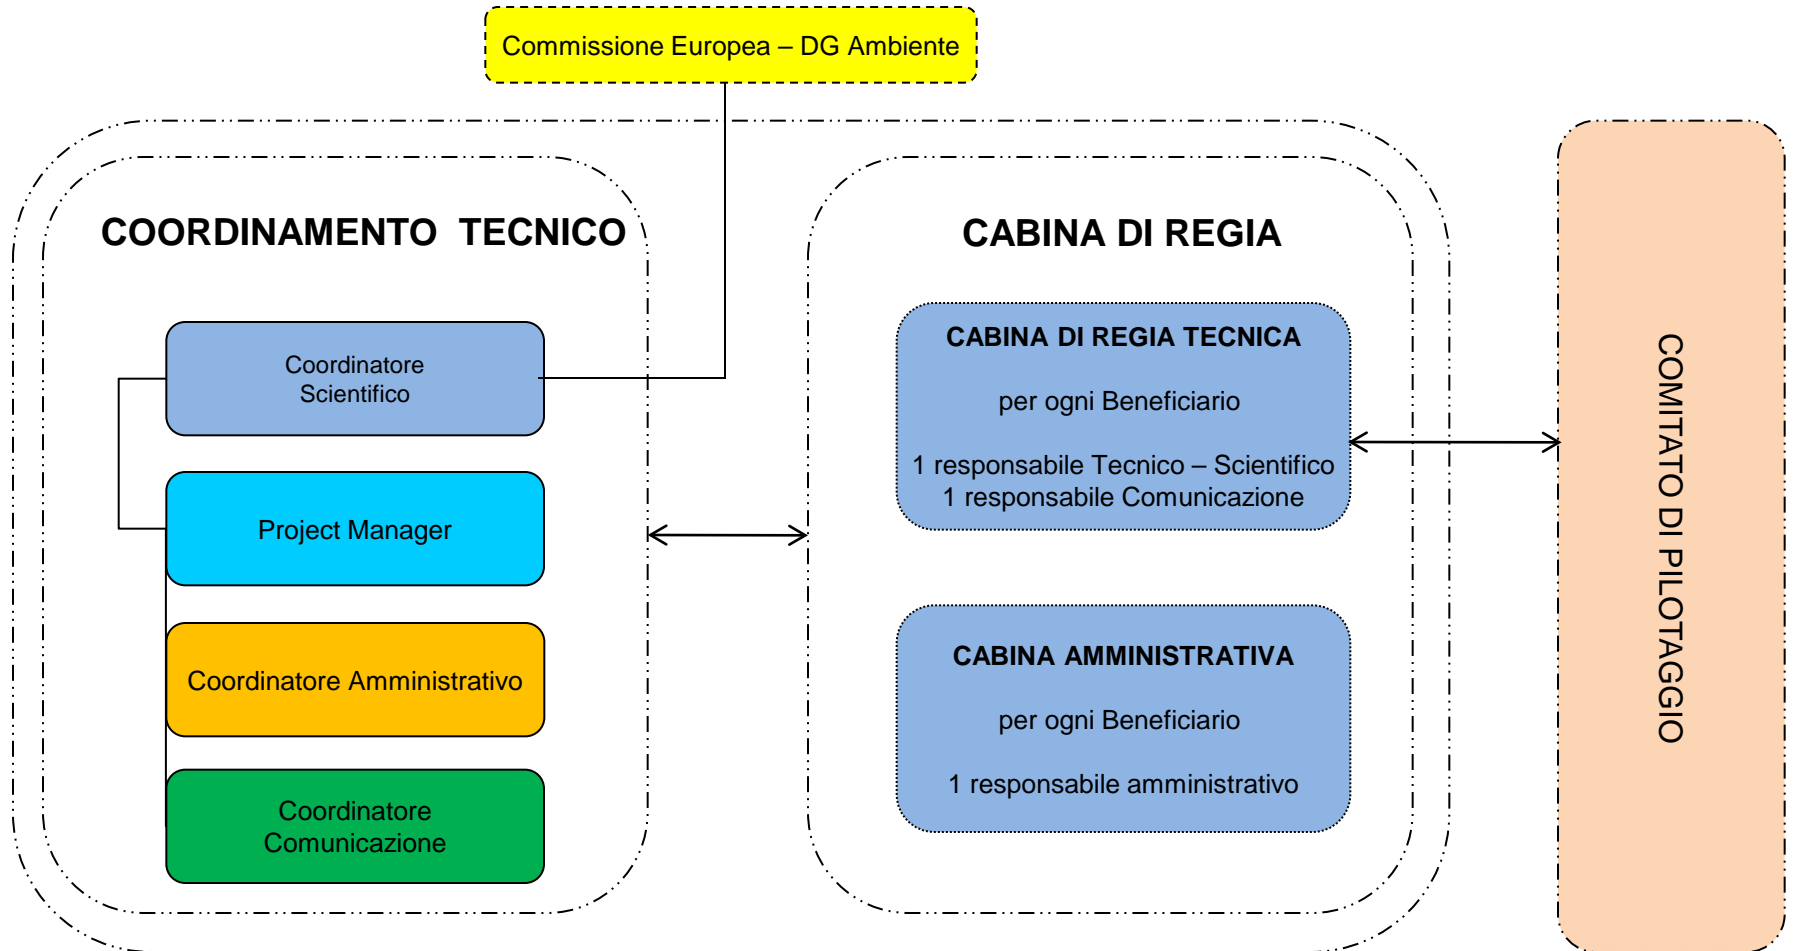 Commissione Europea – DG Ambiente
COORDINAMENTO TECNICO
Coordinatore
Scientifico
Project Manager
Coordinatore Amministrativo
Coordinatore
Comunicazione
CABINA DI REGIA
CABINA DI REGIA TECNICA
per ogni Beneficiario
1 responsabile Tecnico – Scientifico
1 responsabile Comunicazione
CABINA AMMINISTRATIVA
per ogni Beneficiario
1 responsabile amministrativo
COMITATO DI PILOTAGGIO